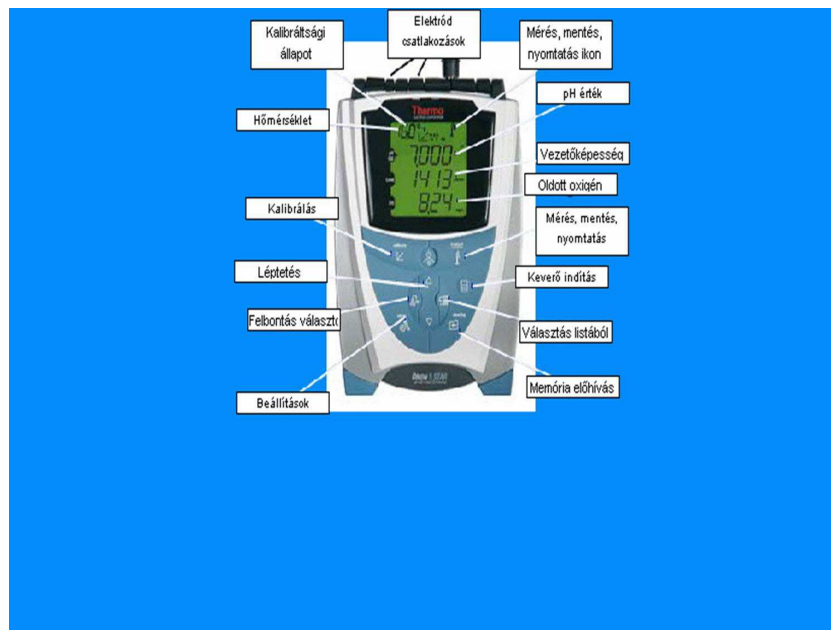 Elektród
csatlakozások
Kalibráltsági
állapot
Mérés, mentés,
nyomtatás ikon
pH érték
Thermo
Hőmérséklet
7,000
Vezetőképesség
1413
Oldott oxigén
8,24
Kalibrálás
Mérés, mentés,
nyomtatás
Léptetés
Keverő indítás
Felbontás választó
Választás listából
Memória előhívás
Beállítások